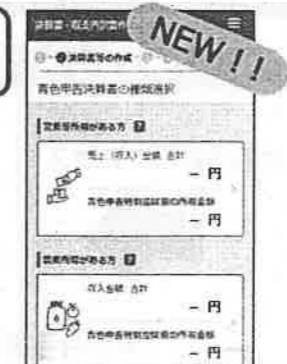 決算書・収支内訳書作
NEW!!
決算書等の作成
青色申告決算書の種類選択
営業等所得がある方 ?
売上（収入）金額 合計
－ 円
青色申告特別控除前の所得金額
－ 円
農業所得がある方 ?
収入金額 合計
－ 円
青色申告特別控除前の所得金額
－ 円